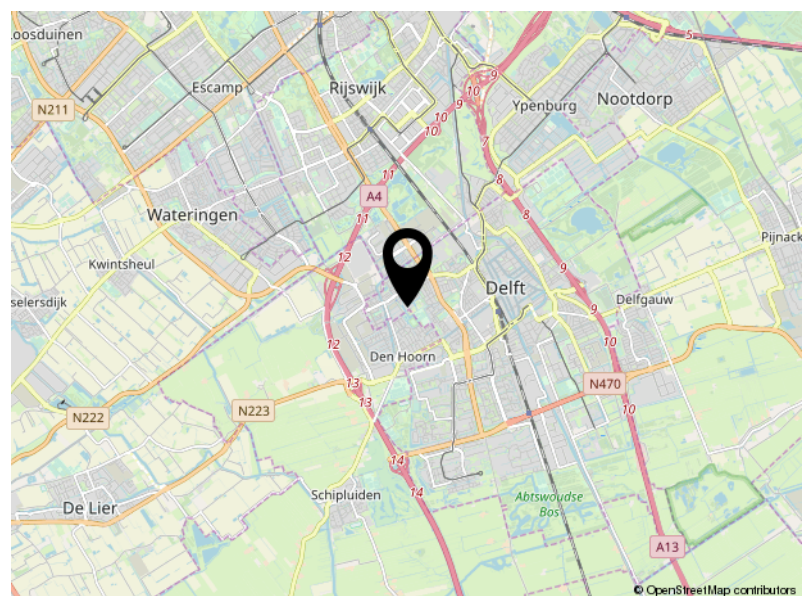 Loosduinen
5
Escamp
Rijswijk
9
10
9
N211
Ypenburg
Nootdorp
10
10
7
11
8
A4
Wateringen
11
8
Pijnack
12
Kwintsheul
9
Delft
selersdijk
Delfgauw
9
12
10
Den Hoorn
13
N470
N222
N223
13
10
14
Schipluiden
14
Abtswoudse
Bos
De Lier
A13
© OpenStreetMap contributors